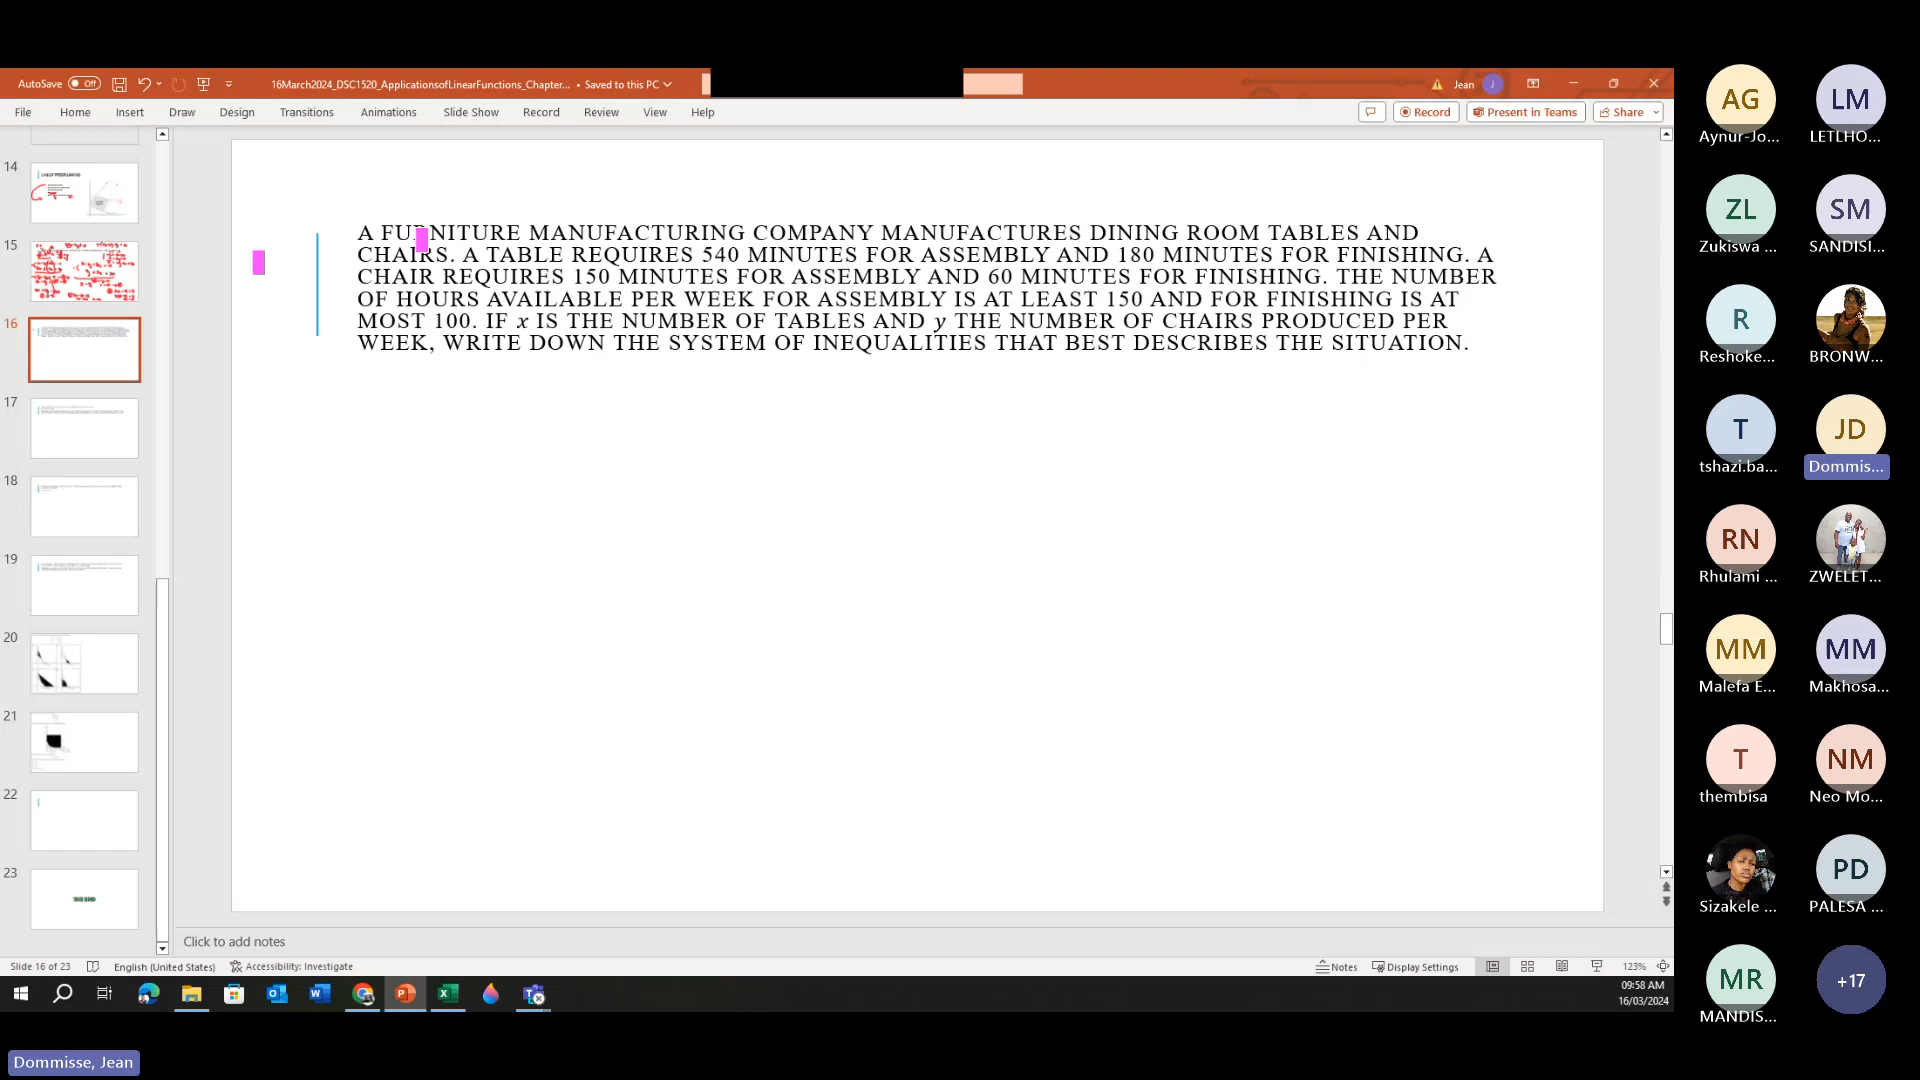 AutoSave Off 16March2024_DSC1520_ApplicationsofLinearFunctions_Chapter... • Saved to this PC Jean J
File Home Insert Draw Design Transitions Animations Slide Show Record Review View Help Record Present in Teams Share
14
15
16
17
18
19
20
21
22
23
THE END
A FURNITURE MANUFACTURING COMPANY MANUFACTURES DINING ROOM TABLES AND
CHAIRS. A TABLE REQUIRES 540 MINUTES FOR ASSEMBLY AND 180 MINUTES FOR FINISHING. A
CHAIR REQUIRES 150 MINUTES FOR ASSEMBLY AND 60 MINUTES FOR FINISHING. THE NUMBER
OF HOURS AVAILABLE PER WEEK FOR ASSEMBLY IS AT LEAST 150 AND FOR FINISHING IS AT
MOST 100. IF x IS THE NUMBER OF TABLES AND y THE NUMBER OF CHAIRS PRODUCED PER
WEEK, WRITE DOWN THE SYSTEM OF INEQUALITIES THAT BEST DESCRIBES THE SITUATION.
Click to add notes
Slide 16 of 23 English (United States) Accessibility: Investigate Notes Display Settings 123%
09:58 AM
16/03/2024
AG LM
Aynur-Jo... LETLHO...
ZL SM
Zukiswa ... SANDISI...
R
Reshoke... BRONW...
T JD
tshazi.ba... Dommis...
RN
Rhulami ... ZWELET...
MM MM
Malefa E... Makhosa...
T NM
thembisa Neo Mo...
PD
Sizakele ... PALESA ...
MR +17
MANDIS...
Dommisse, Jean